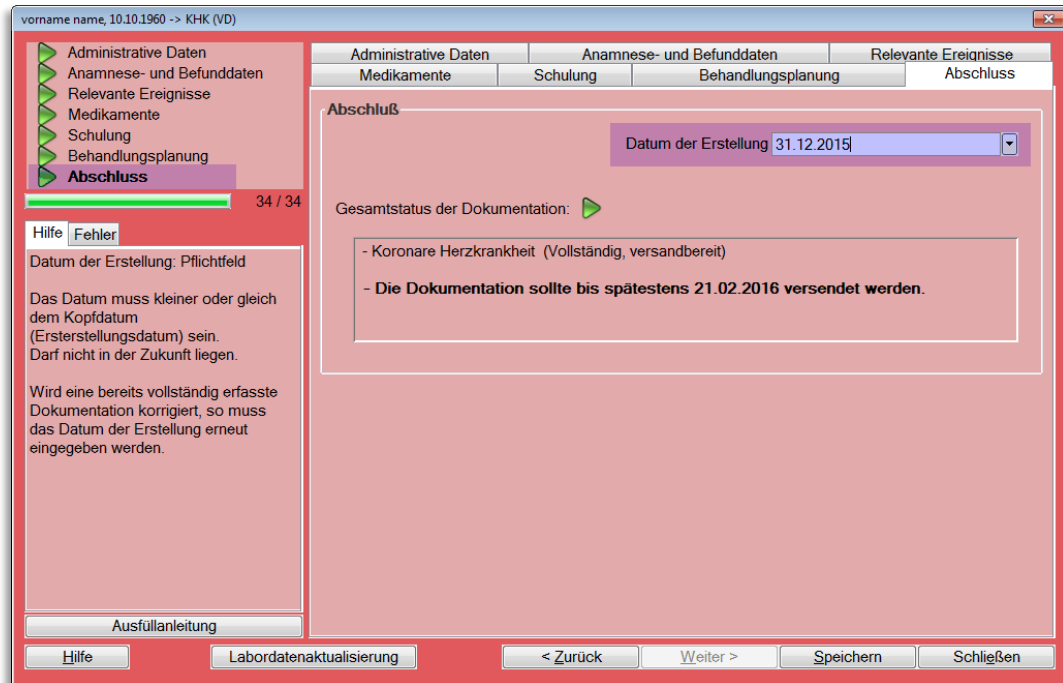 vorname name, 10.10.1960 -> KHK (VD)
Administrative Daten
Anamnese- und Befunddaten
Relevante Ereignisse
Medikamente
Schulung
Behandlungsplanung
Abschluss
34 / 34
Hilfe Fehler
Datum der Erstellung: Pflichtfeld
Das Datum muss kleiner oder gleich
dem Kopfdatum
(Ersterstellungsdatum) sein.
Darf nicht in der Zukunft liegen.
Wird eine bereits vollständig erfasste
Dokumentation korrigiert, so muss
das Datum der Erstellung erneut
eingegeben werden.
Ausfüllanleitung
Administrative Daten Anamnese- und Befunddaten Relevante Ereignisse
Medikamente Schulung Behandlungsplanung Abschluss
Abschluß
Datum der Erstellung 31.12.2015
Gesamtstatus der Dokumentation:
- Koronare Herzkrankheit (Vollständig, versandbereit)
- Die Dokumentation sollte bis spätestens 21.02.2016 versendet werden.
Hilfe Labordatenaktualisierung < Zurück Weiter > Speichern Schließen